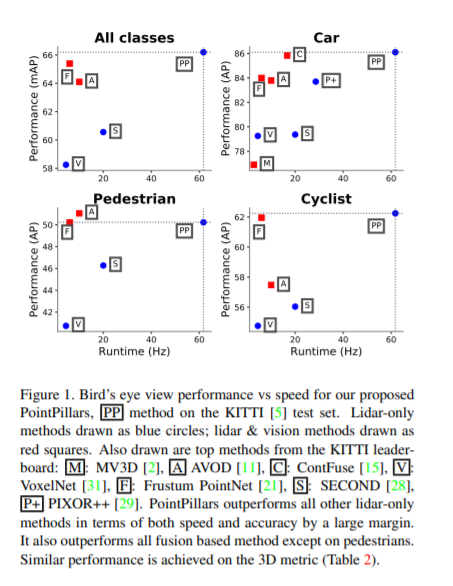 All classes
Performance (mAP)
66
64
62
60
58
20
40
60
F
A
S
V
PP
Car
Performance (AP)
86
84
82
80
78
20
40
60
C
F
A
P+
V
S
M
PP
Pedestrian
Performance (AP)
50
48
46
44
42
20
40
60
Runtime (Hz)
A
F
S
V
PP
Cyclist
Performance (AP)
62
60
58
56
20
40
60
Runtime (Hz)
F
A
S
V
PP
Figure 1. Bird's eye view performance vs speed for our proposed
PointPillars, PP method on the KITTI [5] test set. Lidar-only
methods drawn as blue circles; lidar & vision methods drawn as
red squares. Also drawn are top methods from the KITTI leader-
board: M: MV3D [2], A AVOD [11], C: ContFuse [15], V:
VoxelNet [31], F: Frustum PointNet [21], S: SECOND [28],
P+ PIXOR++ [29]. PointPillars outperforms all other lidar-only
methods in terms of both speed and accuracy by a large margin.
It also outperforms all fusion based method except on pedestrians.
Similar performance is achieved on the 3D metric (Table 2).